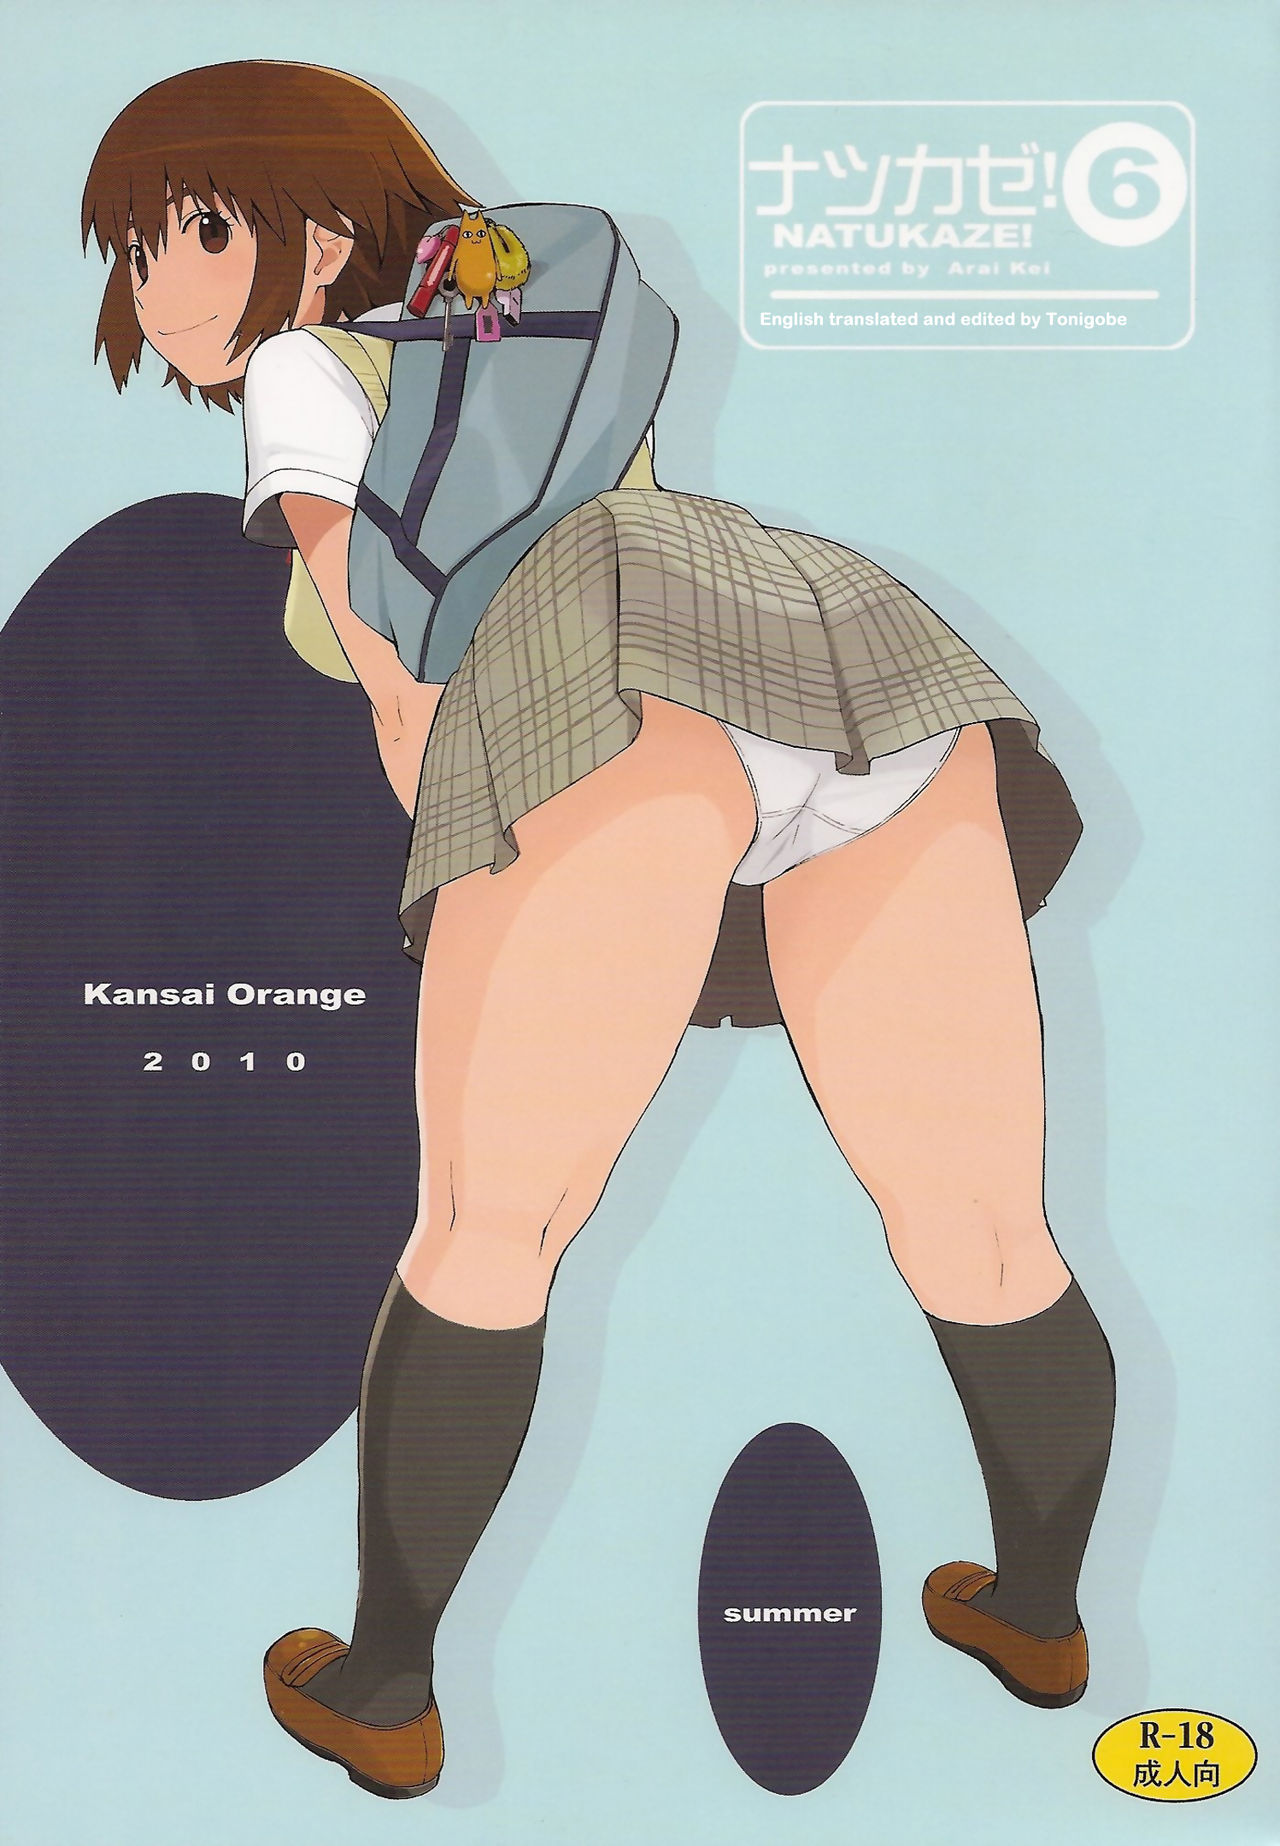 ナツカゼ! 6
NATUKAZE!
presented by Arai Kei
English translated and edited by Tonigobe
Kansai Orange
2010
summer
R-18
成人向